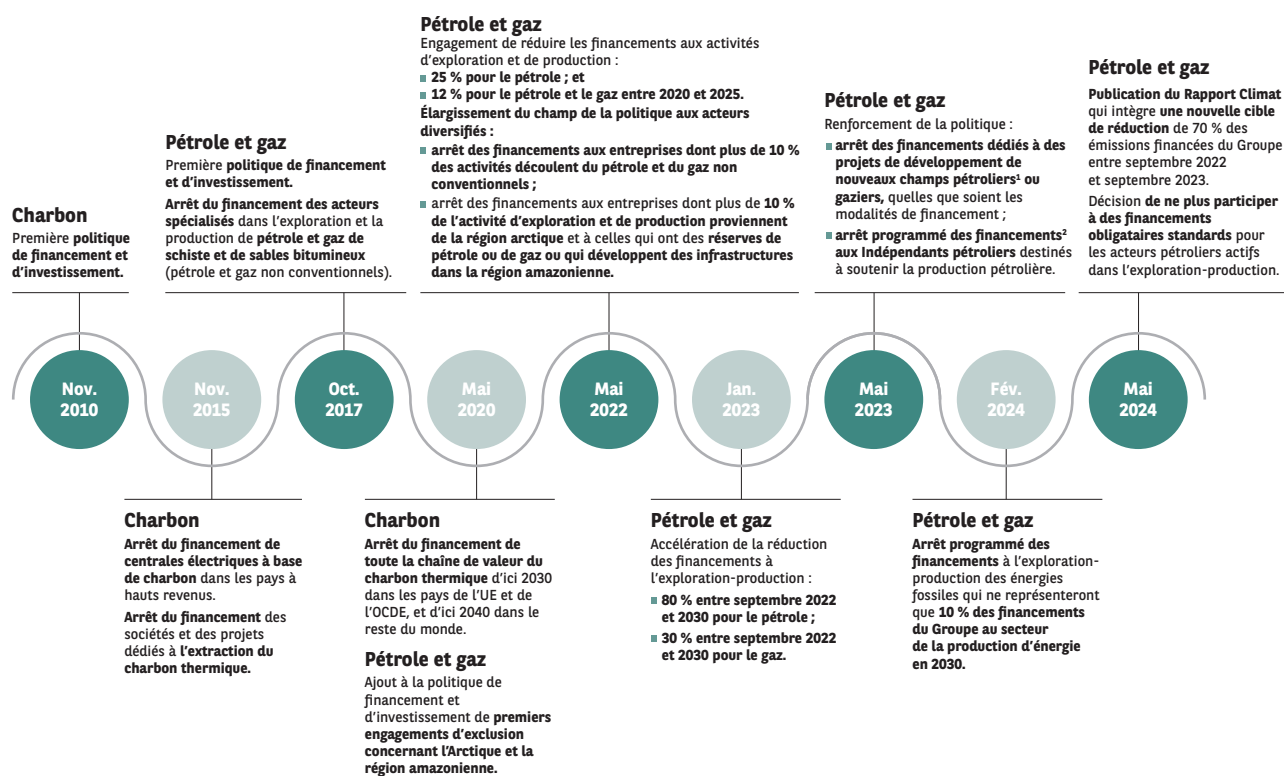 Charbon
Première politique
de financement et
d'investissement.
Nov.
2010
Charbon
Arrêt du financement de
centrales électriques à base
de charbon dans les pays à
hauts revenus.
Arrêt du financement des
sociétés et des projets
dédiés à l'extraction du
charbon thermique.
Nov.
2015
Pétrole et gaz
Première politique de financement
et d'investissement.
Arrêt du financement des acteurs
spécialisés dans l'exploration et la
production de pétrole et gaz de
schiste et de sables bitumineux
(pétrole et gaz non conventionnels).
Oct.
2017
Charbon
Arrêt du financement de
toute la chaîne de valeur du
charbon thermique d'ici 2030
dans les pays de l'UE et de
l'OCDE, et d'ici 2040 dans le
reste du monde.
Pétrole et gaz
Ajout à la politique de
financement et
d'investissement de premiers
engagements d'exclusion
concernant l'Arctique et la
région amazonienne.
Mai
2020
Pétrole et gaz
Engagement de réduire les financements aux activités
d'exploration et de production :
25 % pour le pétrole ; et
12 % pour le pétrole et le gaz entre 2020 et 2025.
Élargissement du champ de la politique aux acteurs
diversifiés :
arrêt des financements aux entreprises dont plus de 10 %
des activités découlent du pétrole et du gaz non
conventionnels ;
arrêt des financements aux entreprises dont plus de 10 %
de l'activité d'exploration et de production proviennent
de la région arctique et à celles qui ont des réserves de
pétrole ou de gaz ou qui développent des infrastructures
dans la région amazonienne.
Mai
2022
Pétrole et gaz
Accélération de la réduction
des financements à
l'exploration-production :
80 % entre septembre 2022
et 2030 pour le pétrole ;
30 % entre septembre 2022
et 2030 pour le gaz.
Jan.
2023
Pétrole et gaz
Renforcement de la politique :
arrêt des financements dédiés à des
projets de développement de
nouveaux champs pétroliers¹ ou
gaziers, quelles que soient les
modalités de financement ;
arrêt programmé des financements²
aux Indépendants pétroliers destinés
à soutenir la production pétrolière.
Mai
2023
Pétrole et gaz
Arrêt programmé des
financements à l'exploration-
production des énergies
fossiles qui ne représenteront
que 10 % des financements
du Groupe au secteur
de la production d'énergie
en 2030.
Fév.
2024
Pétrole et gaz
Publication du Rapport Climat
qui intègre une nouvelle cible
de réduction de 70 % des
émissions financées du Groupe
entre septembre 2022
et septembre 2023.
Décision de ne plus participer
à des financements
obligataires standards pour
les acteurs pétroliers actifs
dans l'exploration-production.
Mai
2024